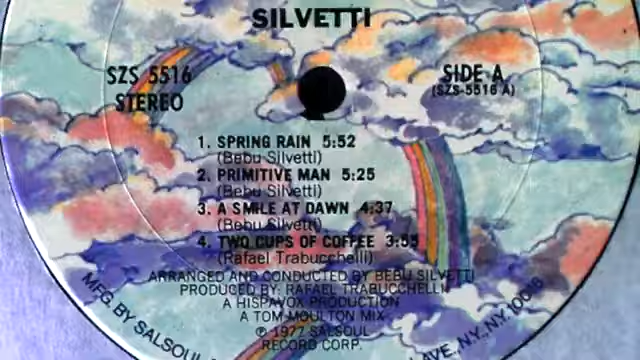 SILVETTI
SZS 5516
STEREO
SIDE A
(SZS-5516 A)
1. SPRING RAIN 5:52
(Bebu Silvetti)
2. PRIMITIVE MAN 5:25
(Bebu Silvetti)
3. A SMILE AT DAWN 4:37
(Bebu Silvetti)
4. TWO CUPS OF COFFEE 3:55
(Rafael Trabucchelli)
ARRANGED AND CONDUCTED BY BEBU SILVETTI
PRODUCED BY: RAFAEL TRABUCCHELLI
A HISPAVOX PRODUCTION
A TOM MOULTON MIX
℗ 1977 SALSOUL
RECORD CORP.
MFG. BY SALSOUL
AVE. N.Y., N.Y.